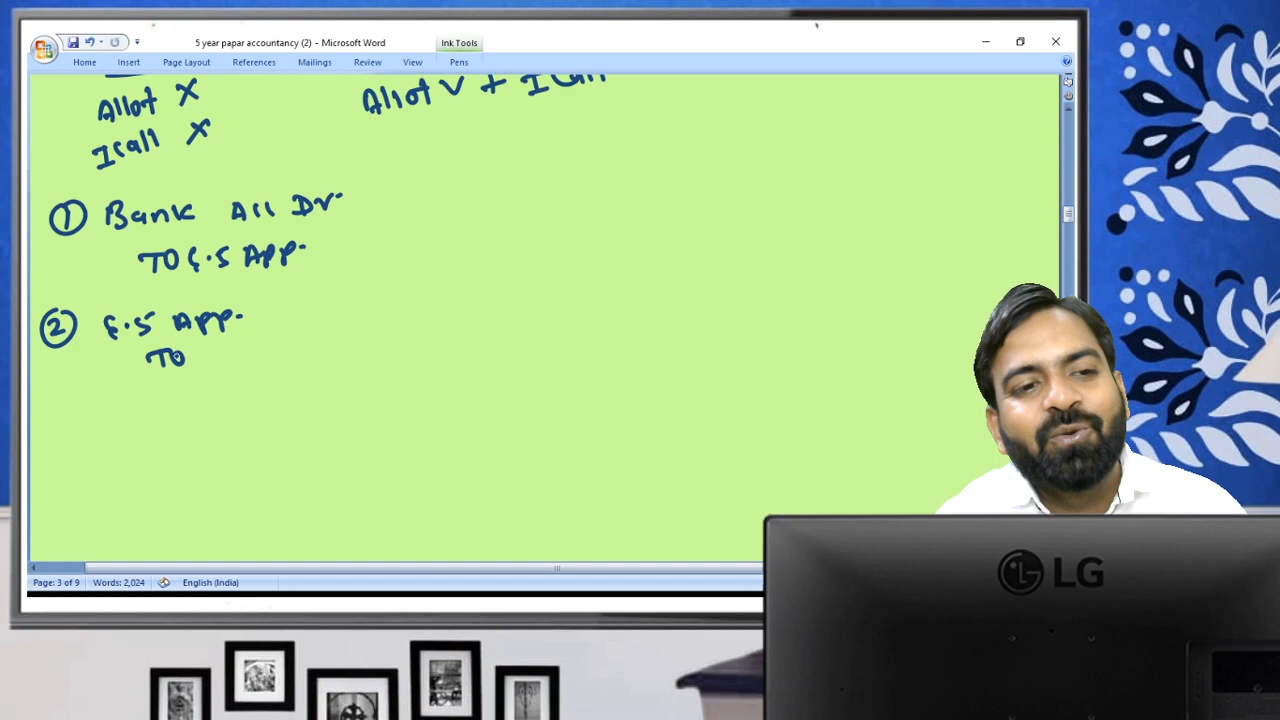 5 year papar accountancy (2) - Microsoft Word
Ink Tools
Home Insert Page Layout References Mailings Review View Pens
Allot X
I call X
Allot ✓ + I Call
① Bank A/c Dr
TO E.S App.
② E.S App.
TO
Page: 3 of 9 Words: 2,024 English (India)
LG